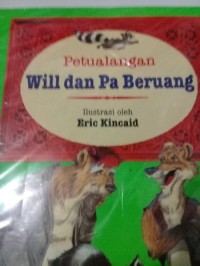 Petualangan
Will dan Pa Beruang
Ilustrasi oleh
Eric Kincaid